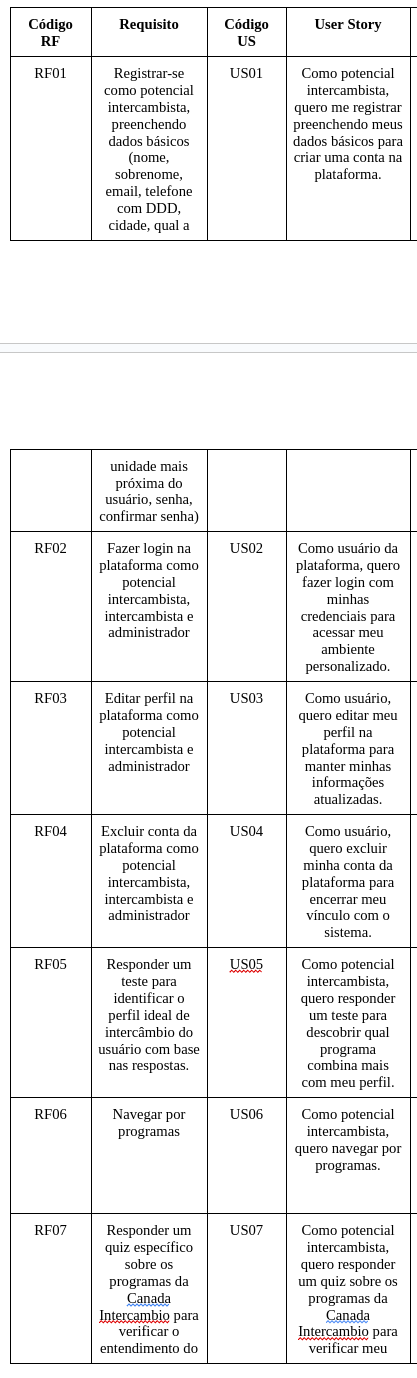 Código RF | Requisito | Código US | User Story
RF01 | Registrar-se como potencial intercambista, preenchendo dados básicos (nome, sobrenome, email, telefone com DDD, cidade, qual a | US01 | Como potencial intercambista, quero me registrar preenchendo meus dados básicos para criar uma conta na plataforma.
unidade mais próxima do usuário, senha, confirmar senha)
RF02 | Fazer login na plataforma como potencial intercambista, intercambista e administrador | US02 | Como usuário da plataforma, quero fazer login com minhas credenciais para acessar meu ambiente personalizado.
RF03 | Editar perfil na plataforma como potencial intercambista e administrador | US03 | Como usuário, quero editar meu perfil na plataforma para manter minhas informações atualizadas.
RF04 | Excluir conta da plataforma como potencial intercambista, intercambista e administrador | US04 | Como usuário, quero excluir minha conta da plataforma para encerrar meu vínculo com o sistema.
RF05 | Responder um teste para identificar o perfil ideal de intercâmbio do usuário com base nas respostas. | US05 | Como potencial intercambista, quero responder um teste para descobrir qual programa combina mais com meu perfil.
RF06 | Navegar por programas | US06 | Como potencial intercambista, quero navegar por programas.
RF07 | Responder um quiz específico sobre os programas da Canada Intercambio para verificar o entendimento do | US07 | Como potencial intercambista, quero responder um quiz sobre os programas da Canada Intercambio para verificar meu